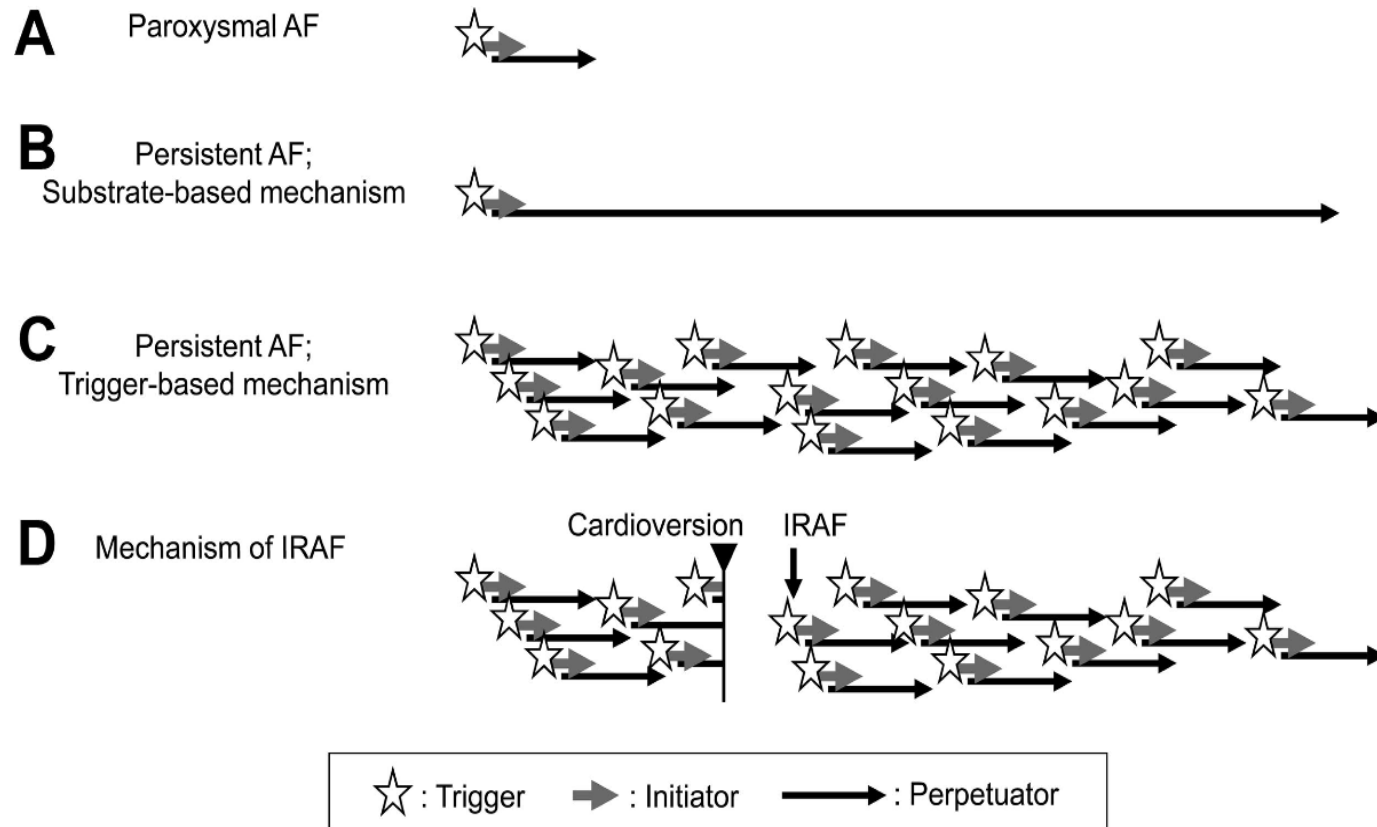 A
Paroxysmal AF
B
Persistent AF;
Substrate-based mechanism
C
Persistent AF;
Trigger-based mechanism
D
Mechanism of IRAF
Cardioversion
IRAF
: Trigger
: Initiator
: Perpetuator